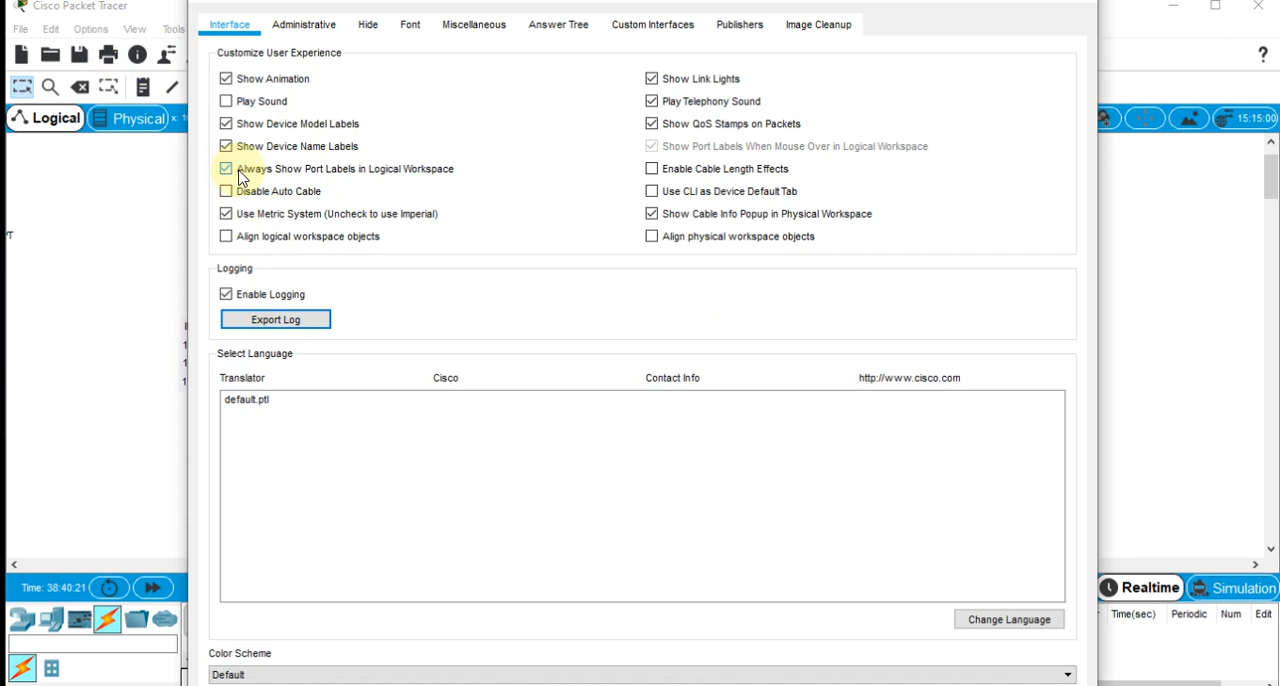 Cisco Packet Tracer
File Edit Options View Tools
Interface Administrative Hide Font Miscellaneous Answer Tree Custom Interfaces Publishers Image Cleanup
?
Customize User Experience
Show Animation Show Link Lights
Play Sound Play Telephony Sound
Logical Physical x: 15:15:00
Show Device Model Labels Show QoS Stamps on Packets
Show Device Name Labels Show Port Labels When Mouse Over in Logical Workspace
Always Show Port Labels in Logical Workspace Enable Cable Length Effects
Disable Auto Cable Use CLI as Device Default Tab
Use Metric System (Uncheck to use Imperial) Show Cable Info Popup in Physical Workspace
Align logical workspace objects Align physical workspace objects
Logging
Enable Logging
Export Log
Select Language
Translator Cisco Contact Info http://www.cisco.com
default.ptl
Time: 38:40:21 Realtime Simulation
Time(sec) Periodic Num Edit
Change Language
Color Scheme
Default